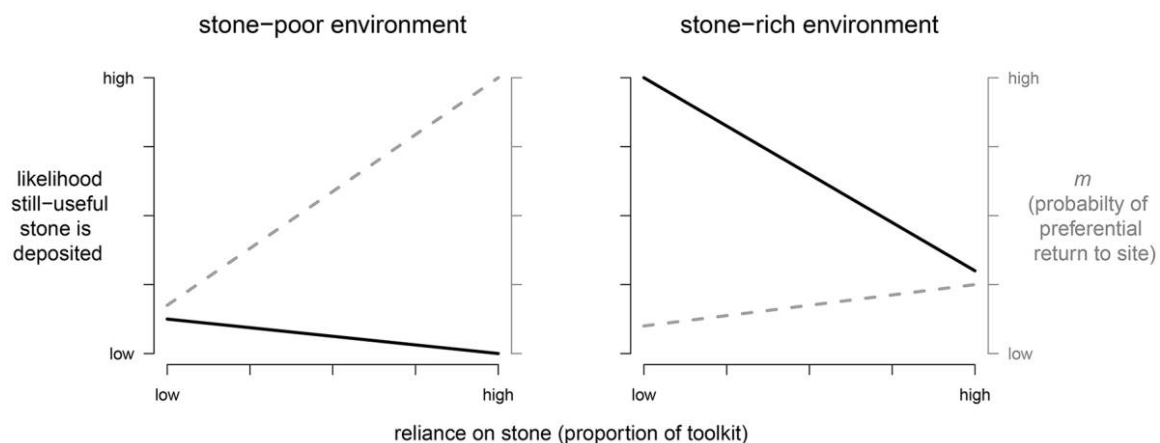 stone−poor environment
stone−rich environment
high
low
likelihood
still−useful
stone is
deposited
low
high
low
high
high
low
m
(probabilty of
preferential
return to site)
reliance on stone (proportion of toolkit)